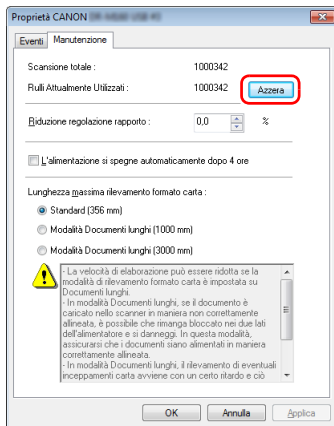 Proprietà CANON
Eventi
Manutenzione
Scansione totale :
1000342
Rulli Attualmente Utilizzati :
1000342
Azzera
Riduzione regolazione rapporto :
0,0
%
L'alimentazione si spegne automaticamente dopo 4 ore
Lunghezza massima rilevamento formato carta :
Standard (356 mm)
Modalità Documenti lunghi (1000 mm)
Modalità Documenti lunghi (3000 mm)
- La velocità di elaborazione può essere ridotta se la
modalità di rilevamento formato carta è impostata su
Documenti lunghi.
- In modalità Documenti lunghi, se il documento è
caricato nello scanner in maniera non correttamente
allineata, è possibile che rimanga bloccato nei due lati
dell'alimentatore e si danneggi. In questa modalità,
assicurarsi che i documenti siano alimentati in maniera
correttamente allineata.
- In modalità Documenti lunghi, il rilevamento di eventuali
inceppamenti carta avviene con un certo ritardo e ciò
OK
Annulla
Applica